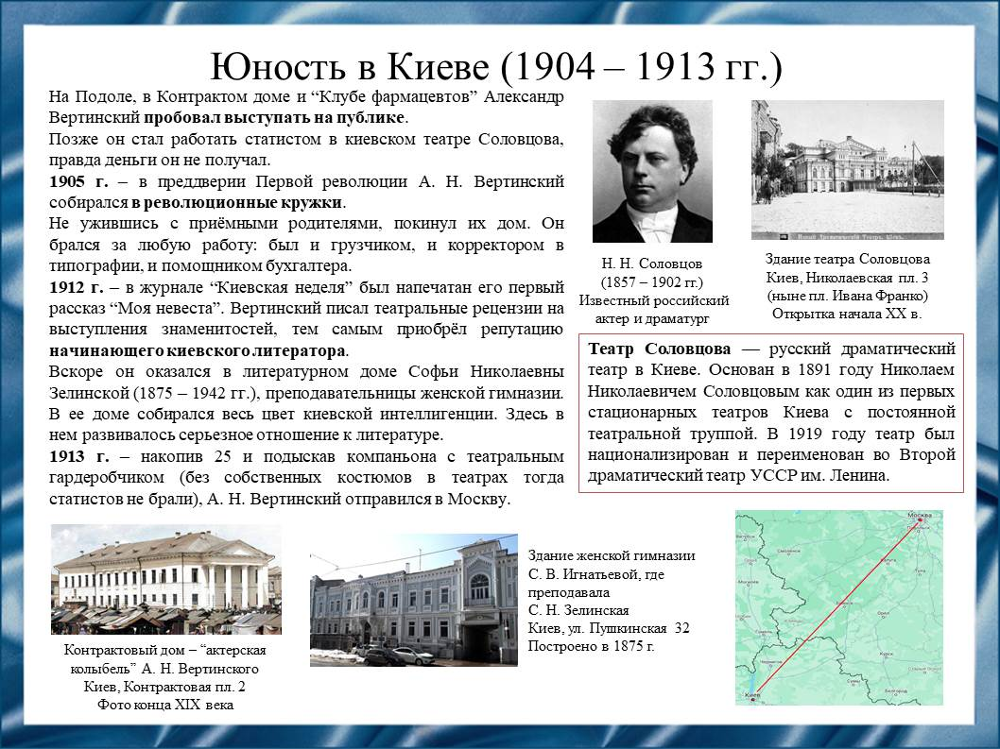 Юность в Киеве (1904 – 1913 гг.)
На Подоле, в Контрактом доме и “Клубе фармацевтов” Александр
Вертинский пробовал выступать на публике.
Позже он стал работать статистом в киевском театре Соловцова,
правда деньги он не получал.
1905 г. – в преддверии Первой революции А. Н. Вертинский
собирался в революционные кружки.
Не ужившись с приёмными родителями, покинул их дом. Он
брался за любую работу: был и грузчиком, и корректором в
типографии, и помощником бухгалтера.
1912 г. – в журнале “Киевская неделя” был напечатан его первый
рассказ “Моя невеста”. Вертинский писал театральные рецензии на
выступления знаменитостей, тем самым приобрёл репутацию
начинающего киевского литератора.
Вскоре он оказался в литературном доме Софьи Николаевны
Зелинской (1875 – 1942 гг.), преподавательницы женской гимназии.
В ее доме собирался весь цвет киевской интеллигенции. Здесь в
нем развивалось серьезное отношение к литературе.
1913 г. – накопив 25 и подыскав компаньона с театральным
гардеробчиком (без собственных костюмов в театрах тогда
статистов не брали), А. Н. Вертинский отправился в Москву.
Н. Н. Соловцов
(1857 – 1902 гг.)
Известный российский
актер и драматург
Здание театра Соловцова
Киев, Николаевская пл. 3
(ныне пл. Ивана Франко)
Открытка начала XX в.
Театр Соловцова — русский драматический
театр в Киеве. Основан в 1891 году Николаем
Николаевичем Соловцовым как один из первых
стационарных театров Киева с постоянной
театральной труппой. В 1919 году театр был
национализирован и переименован во Второй
драматический театр УССР им. Ленина.
Контрактовый дом – “актерская
колыбель” А. Н. Вертинского
Киев, Контрактовая пл. 2
Фото конца XIX века
Здание женской гимназии
С. В. Игнатьевой, где
преподавала
С. Н. Зелинская
Киев, ул. Пушкинская 32
Построено в 1875 г.
Москва
Смоленск
Калуга
Тула
Орел
Курск
Сумы
Белгород
Чернигов
Киев